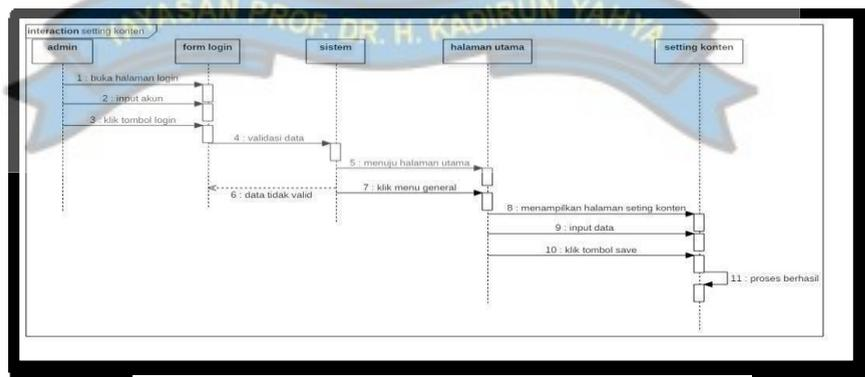 YAYASAN PROF. DR. H. KADIRUN YAHYA
interaction setting konten
admin
form login
sistem
halaman utama
setting konten
1 : buka halaman login
2 : input akun
3 : klik tombol login
4 : validasi data
5 : menuju halaman utama
6 : data tidak valid
7 : klik menu general
8 : menampilkan halaman seting konten
9 : input data
10 : klik tombol save
11 : proses berhasil